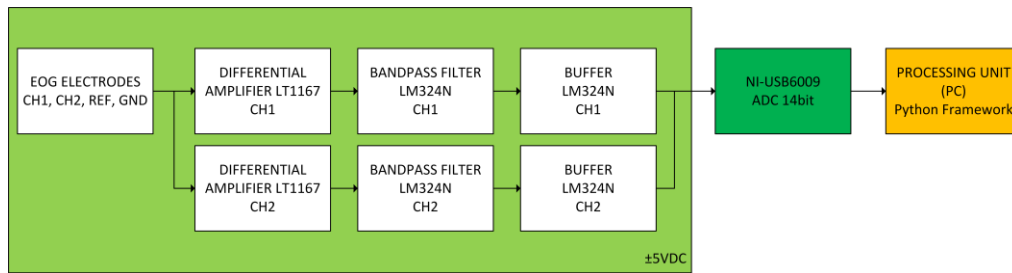 EOG ELECTRODES
CH1, CH2, REF, GND
DIFFERENTIAL
AMPLIFIER LT1167
CH1
BANDPASS FILTER
LM324N
CH1
BUFFER
LM324N
CH1
NI-USB6009
ADC 14bit
PROCESSING UNIT
(PC)
Python Framework
DIFFERENTIAL
AMPLIFIER LT1167
CH2
BANDPASS FILTER
LM324N
CH2
BUFFER
LM324N
CH2
±5VDC